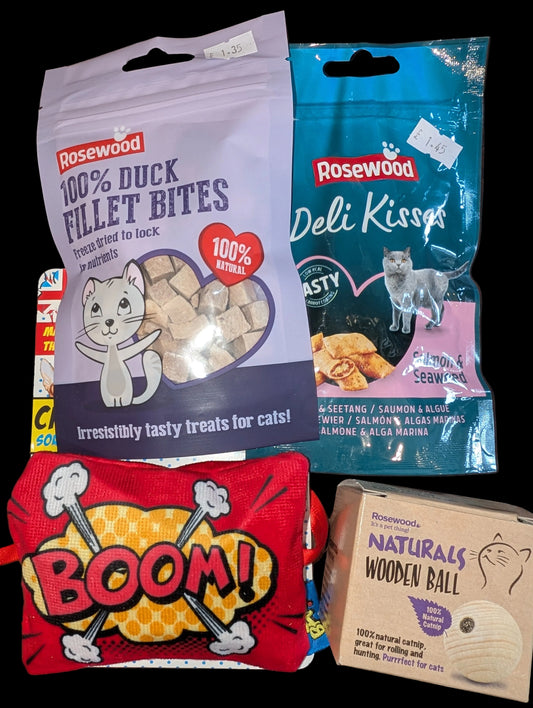 £1.35
Rosewood
100% DUCK
FILLET BITES
freeze dried to lock
in nutrients
100%
NATURAL
Irresistibly tasty treats for cats!
£1.45
Rosewood
Deli Kisses
TASTY
Salmon &
Seaweed
& SEETANG / SAUMON & ALGUE
SALMÓN & ALGAS MARINAS
SALMONE & ALGA MARINA
BOOM!
Rosewood
It's a pet thing!
NATURALS
WOODEN BALL
100%
Natural
Catnip
100% natural catnip,
great for rolling and
hunting. Purrrfect for cats